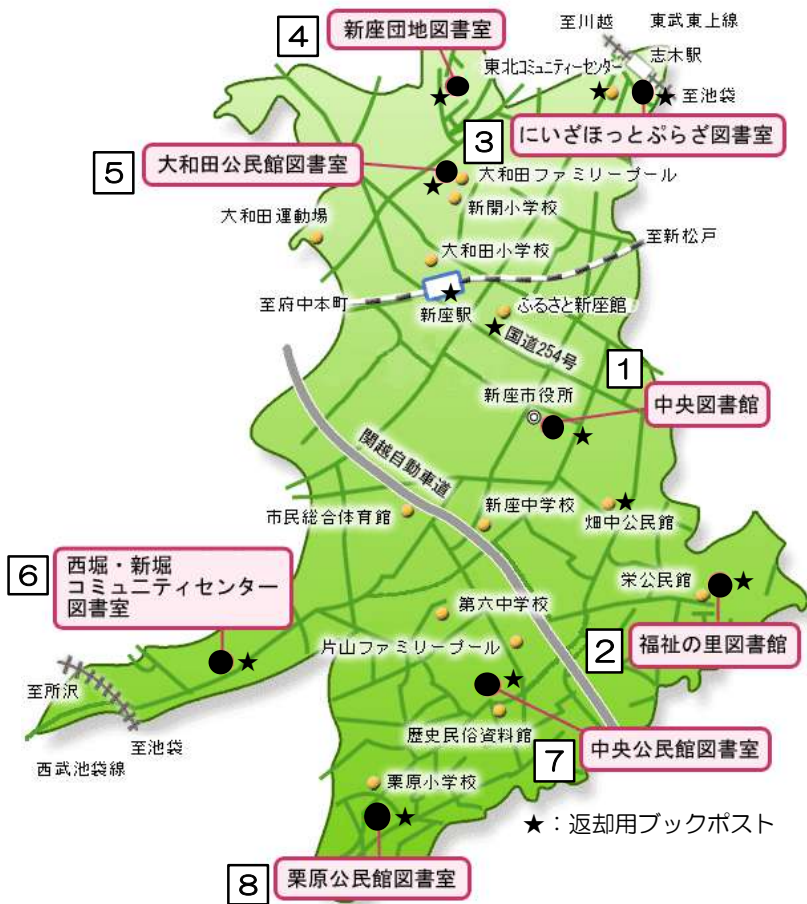 4
新座団地図書室
至川越
東武東上線
志木駅
東北コミュニティーセンター
至池袋
3
にいざほっとぷらざ図書室
5
大和田公民館図書室
大和田ファミリープール
新開小学校
大和田運動場
大和田小学校
至新松戸
至府中本町
新座駅
ふるさと新座館
国道254号
1
新座市役所
中央図書館
関越自動車道
市民総合体育館
新座中学校
畑中公民館
6
西堀・新堀
コミュニティセンター
図書室
栄公民館
第六中学校
片山ファミリープール
2
福祉の里図書館
至所沢
至池袋
西武池袋線
歴史民俗資料館
7
中央公民館図書室
栗原小学校
★：返却用ブックポスト
8
栗原公民館図書室